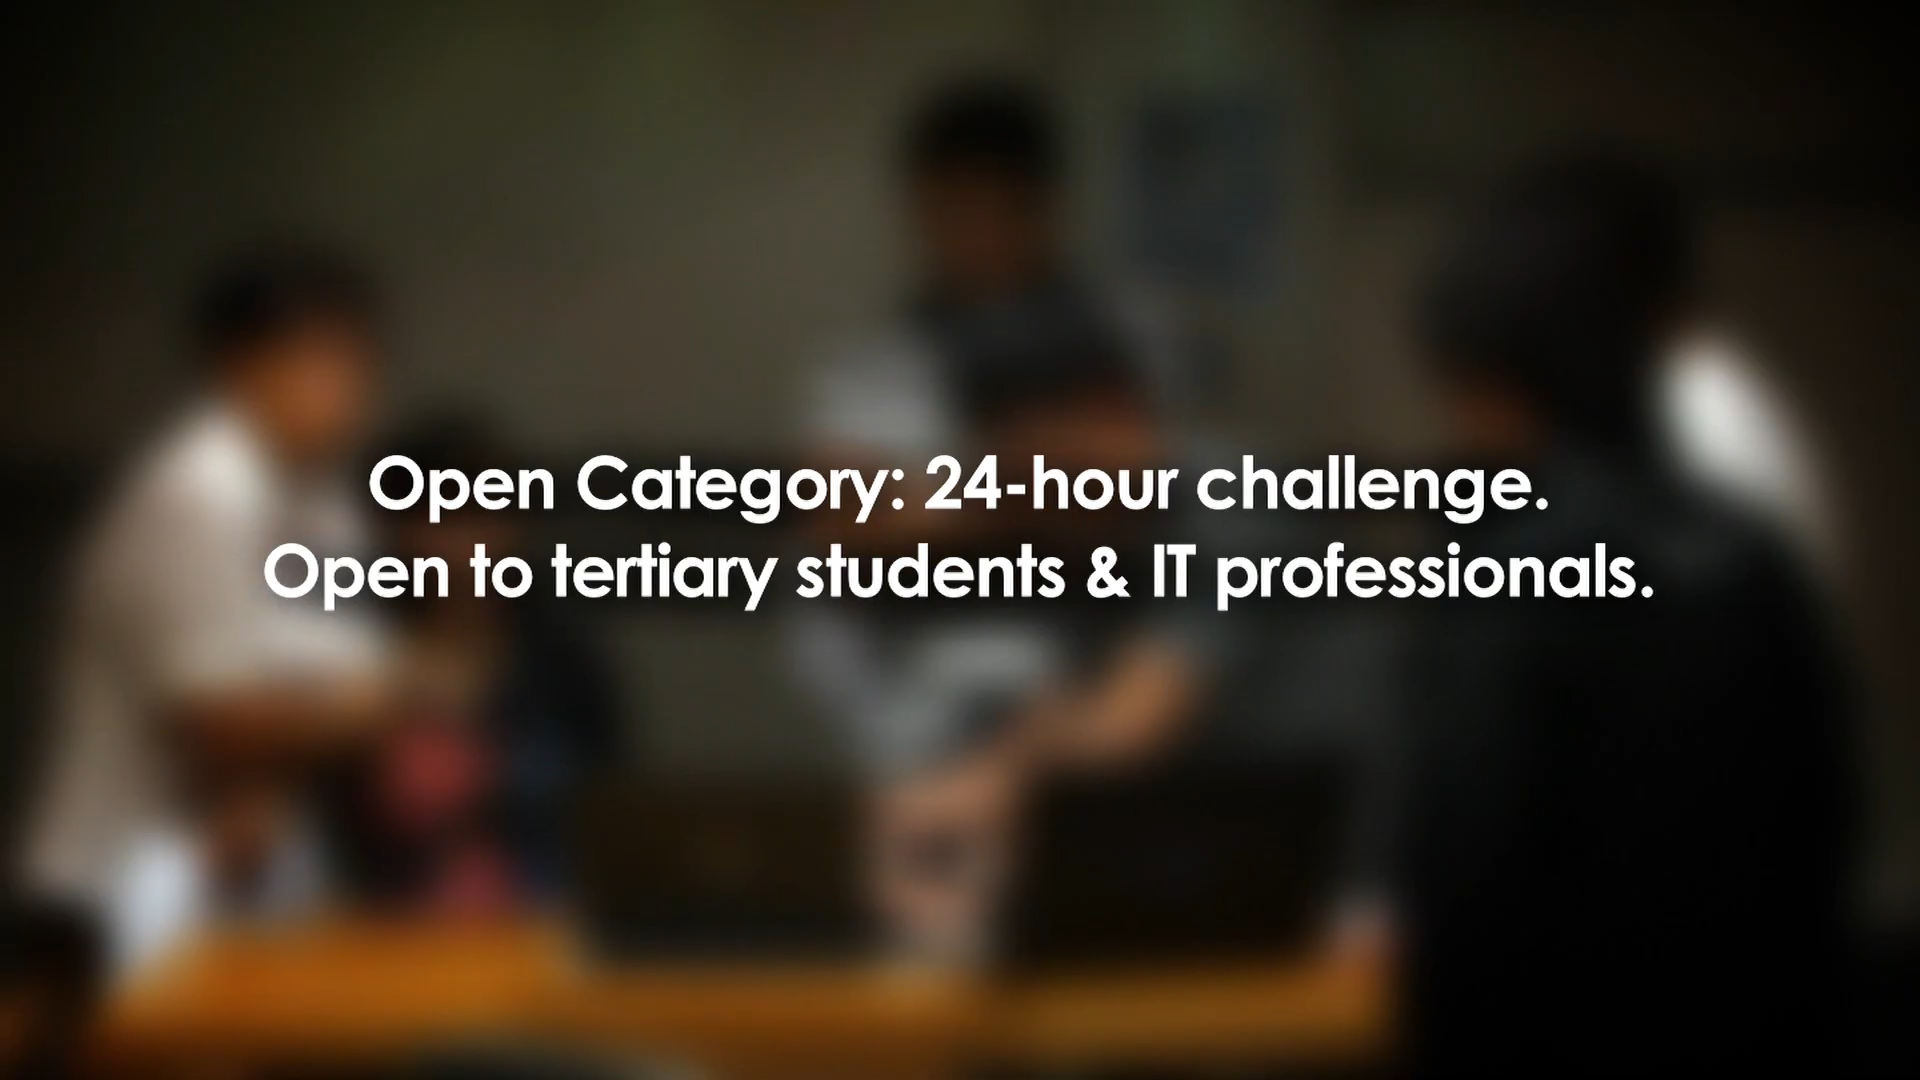 Open Category: 24-hour challenge.
Open to tertiary students & IT professionals.